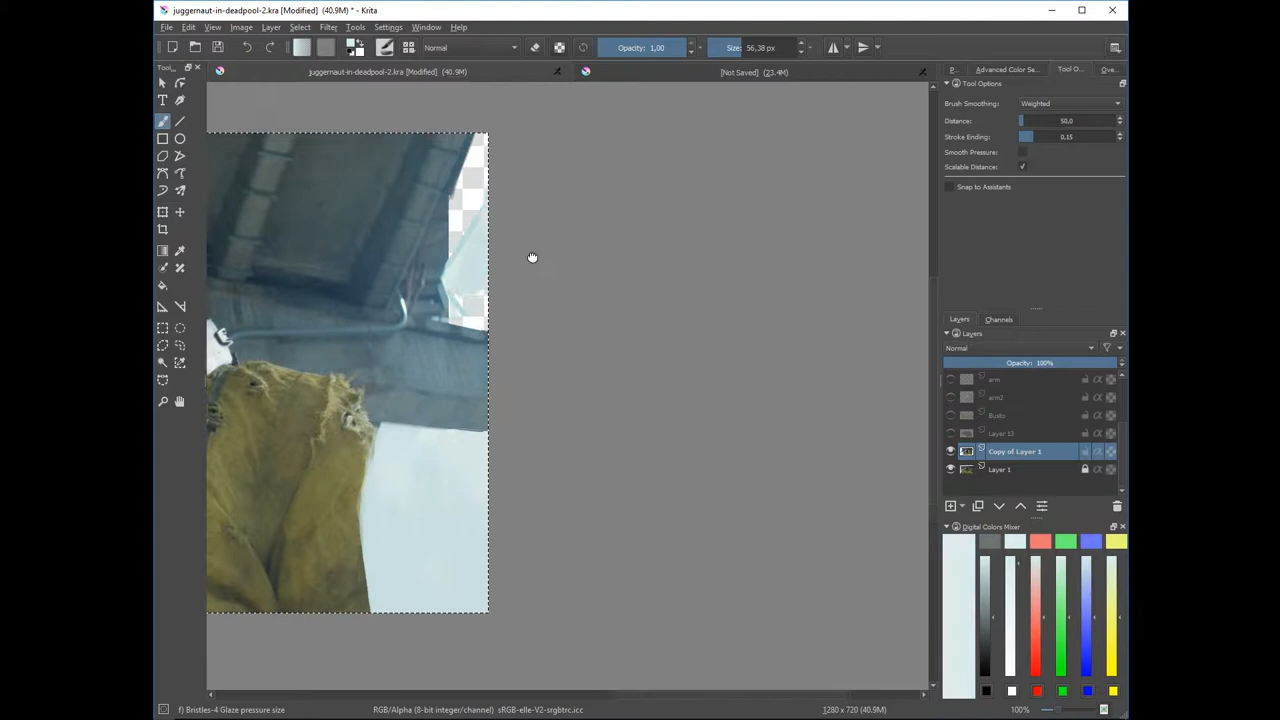 juggernaut-in-deadpool-2.kra [Modified] (40.9M) * - Krita
File Edit View Image Layer Select Filter Tools Settings Window Help
Normal Opacity: 1,00 Size: 56,38 px
Tool... juggernaut-in-deadpool-2.kra [Modified] (40.9M) [Not Saved] (23.4M) P... Advanced Color Se... Tool O... Ove...
Tool Options
Brush Smoothing: Weighted
Distance: 50,0
Stroke Ending: 0,15
Smooth Pressure:
Scalable Distance:
Snap to Assistants
Layers Channels
Layers
Normal
Opacity: 100%
arm
arm2
Busto
Layer 13
Copy of Layer 1
Layer 1
Digital Colors Mixer
f) Bristles-4 Glaze pressure size RGB/Alpha (8-bit integer/channel) sRGB-elle-V2-srgbtrc.icc 1280 x 720 (40.9M) 100%